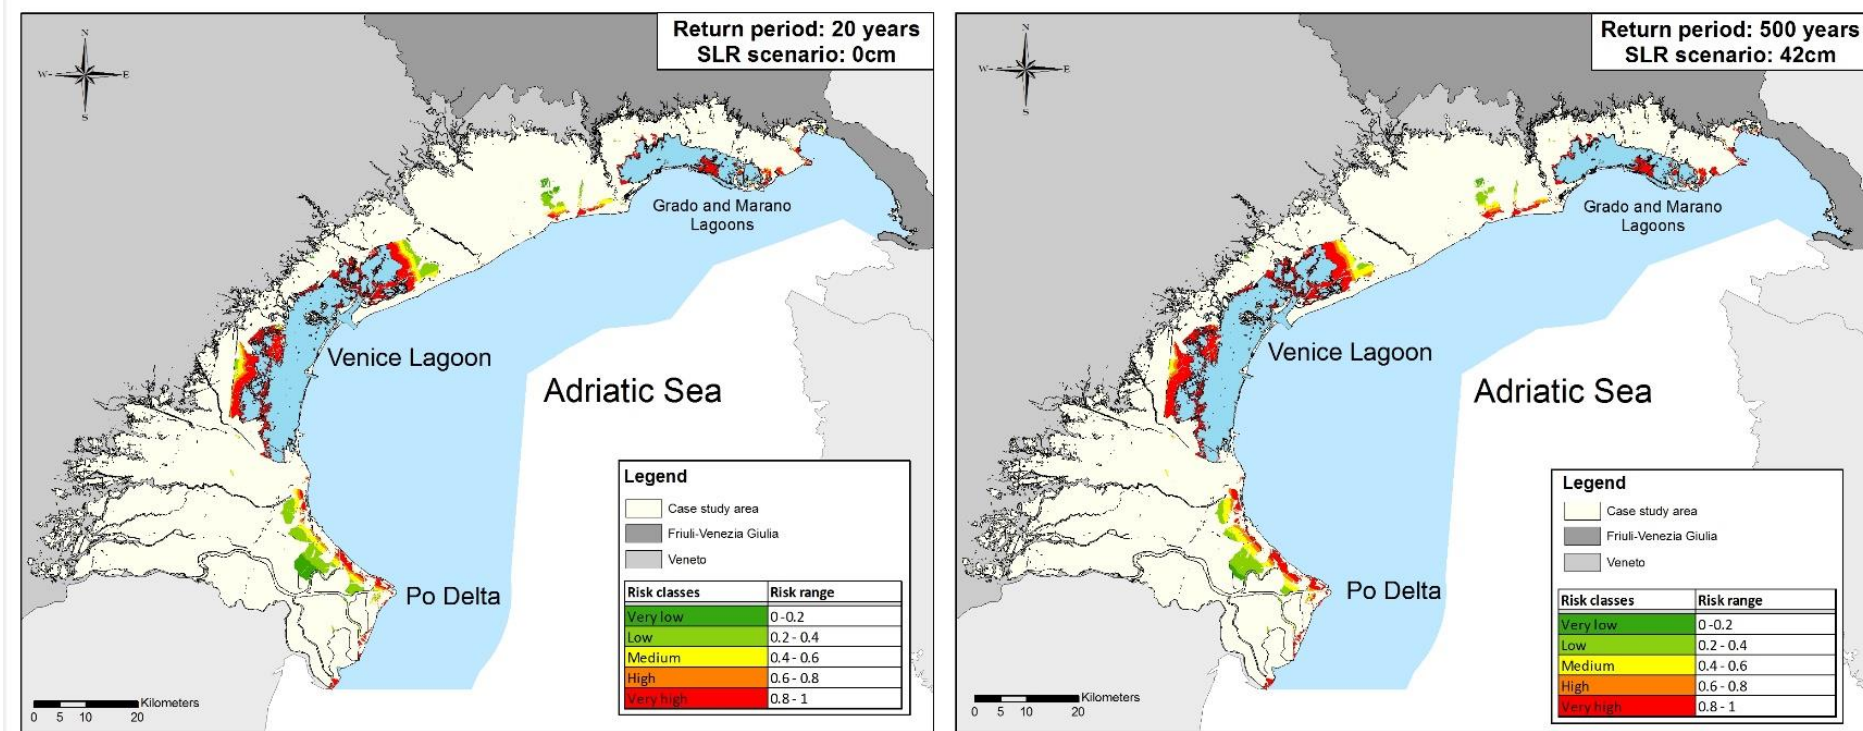 Return period: 20 years
SLR scenario: 0cm
N
W
E
S
Grado and Marano
Lagoons
Venice Lagoon
Adriatic Sea
Po Delta
Legend
Case study area
Friuli-Venezia Giulia
Veneto
Risk classes Risk range
Very low 0 -0.2
Low 0.2 - 0.4
Medium 0.4 - 0.6
High 0.6 - 0.8
Very high 0.8 - 1
Kilometers
0 5 10 20
Return period: 500 years
SLR scenario: 42cm
N
W
E
S
Grado and Marano
Lagoons
Venice Lagoon
Adriatic Sea
Po Delta
Legend
Case study area
Friuli-Venezia Giulia
Veneto
Risk classes Risk range
Very low 0 -0.2
Low 0.2 - 0.4
Medium 0.4 - 0.6
High 0.6 - 0.8
Very high 0.8 - 1
Kilometers
0 5 10 20